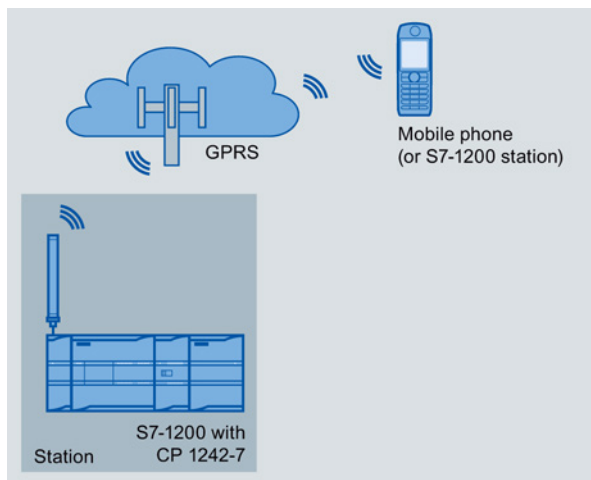 GPRS
Mobile phone
(or S7-1200 station)
S7-1200 with
CP 1242-7
Station